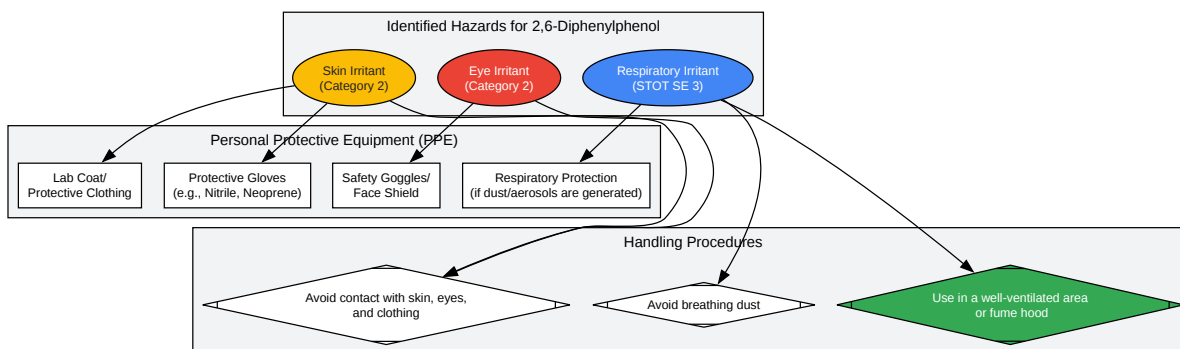 Identified Hazards for 2,6-Diphenylphenol
Skin Irritant
(Category 2)
Eye Irritant
(Category 2)
Respiratory Irritant
(STOT SE 3)
Personal Protective Equipment (PPE)
Lab Coat/
Protective Clothing
Protective Gloves
(e.g., Nitrile, Neoprene)
Safety Goggles/
Face Shield
Respiratory Protection
(if dust/aerosols are generated)
Handling Procedures
Avoid contact with skin, eyes,
and clothing
Avoid breathing dust
Use in a well-ventilated area
or fume hood